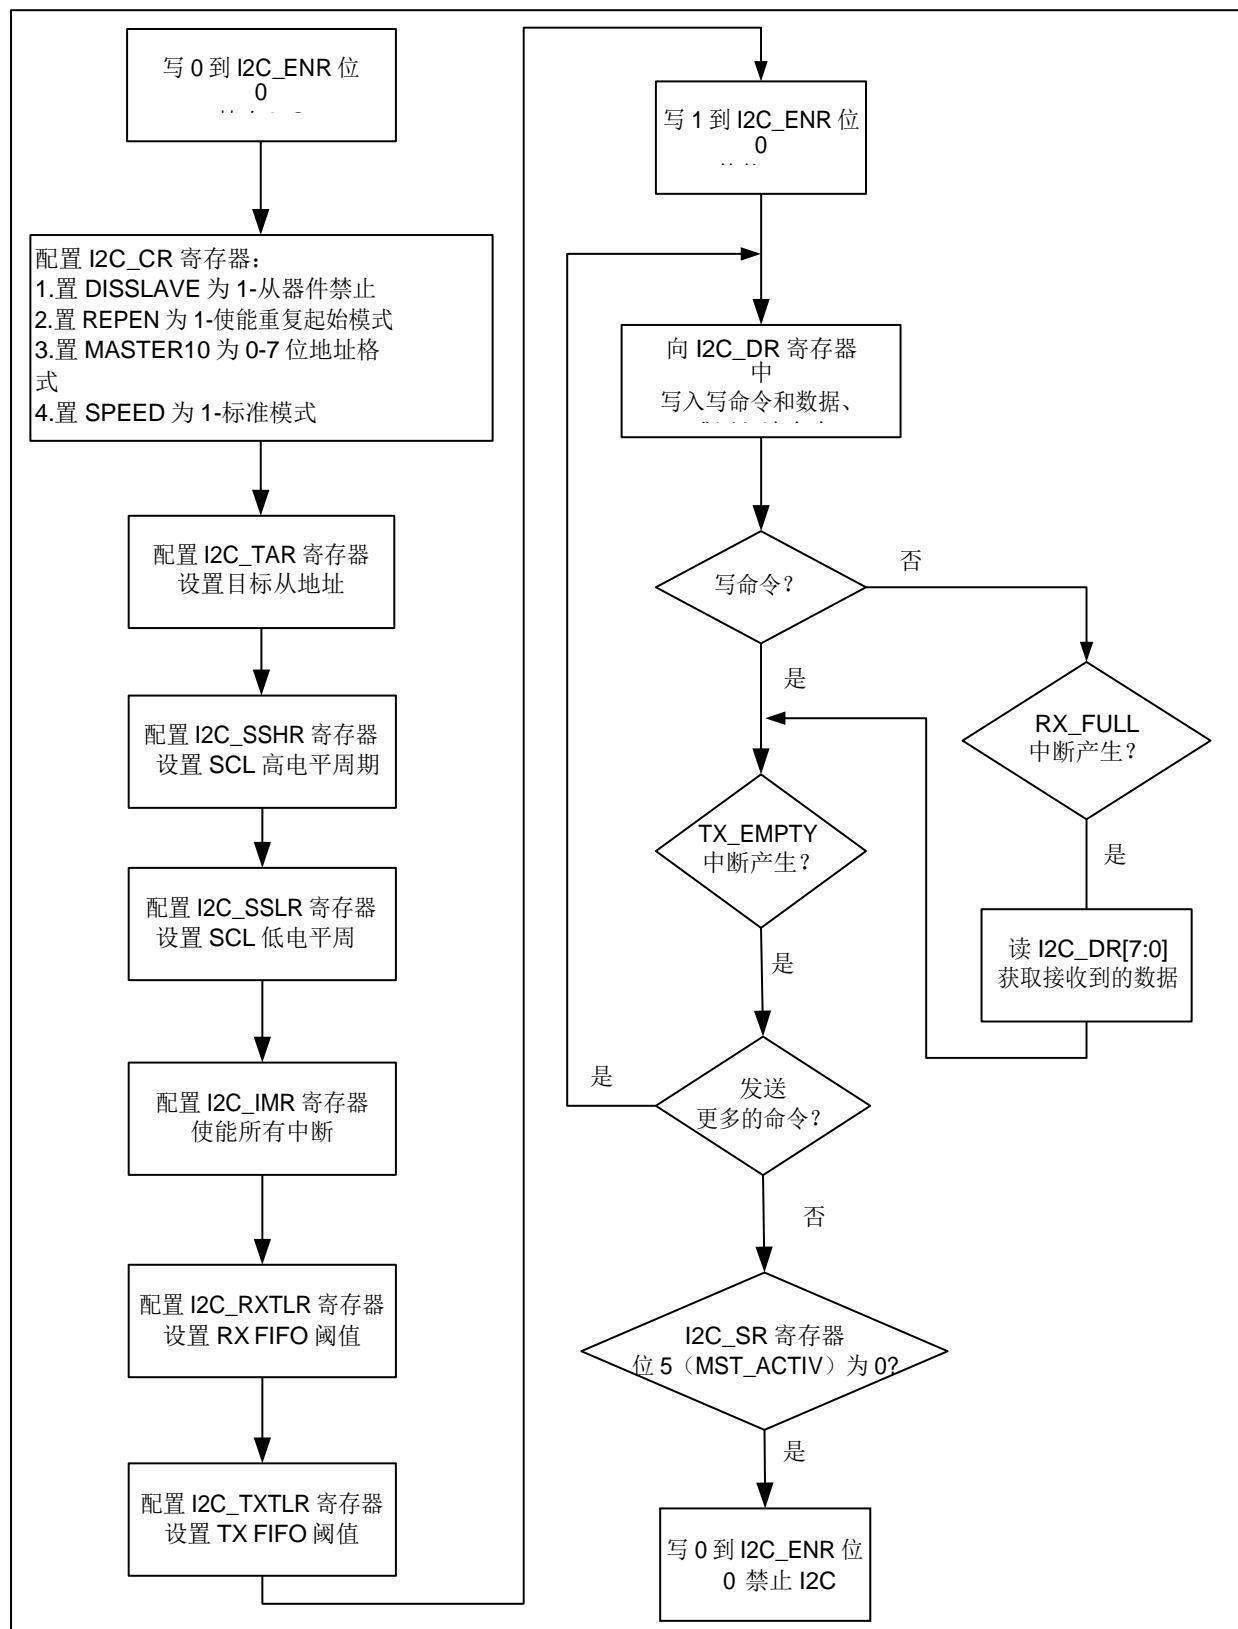 写 0 到 I2C_ENR 位
0
配置 I2C_CR 寄存器：
1.置 DISSLAVE 为 1-从器件禁止
2.置 REPEN 为 1-使能重复起始模式
3.置 MASTER10 为 0-7 位地址格
式
4.置 SPEED 为 1-标准模式
配置 I2C_TAR 寄存器
设置目标从地址
配置 I2C_SSHR 寄存器
设置 SCL 高电平周期
配置 I2C_SSLR 寄存器
设置 SCL 低电平周
配置 I2C_IMR 寄存器
使能所有中断
配置 I2C_RXTLR 寄存器
设置 RX FIFO 阈值
配置 I2C_TXTLR 寄存器
设置 TX FIFO 阈值
写 1 到 I2C_ENR 位
0
向 I2C_DR 寄存器
中
写入写命令和数据、
写命令？
否
是
RX_FULL
中断产生？
是
读 I2C_DR[7:0]
获取接收到的数据
TX_EMPTY
中断产生？
是
发送
更多的命令？
是
否
I2C_SR 寄存器
位 5（MST_ACTIV）为 0?
是
写 0 到 I2C_ENR 位
0 禁止 I2C